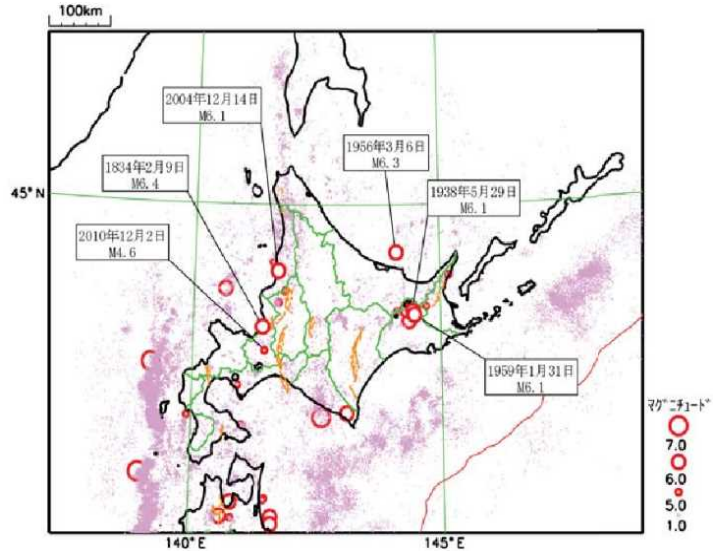 100km
2004年12月14日
M6.1
1956年3月6日
M6.3
1834年2月9日
M6.4
1938年5月29日
M6.1
45°N
2010年12月2日
M4.6
1959年1月31日
M6.1
マグニチュード
7.0
6.0
5.0
1.0
140°E
145°E